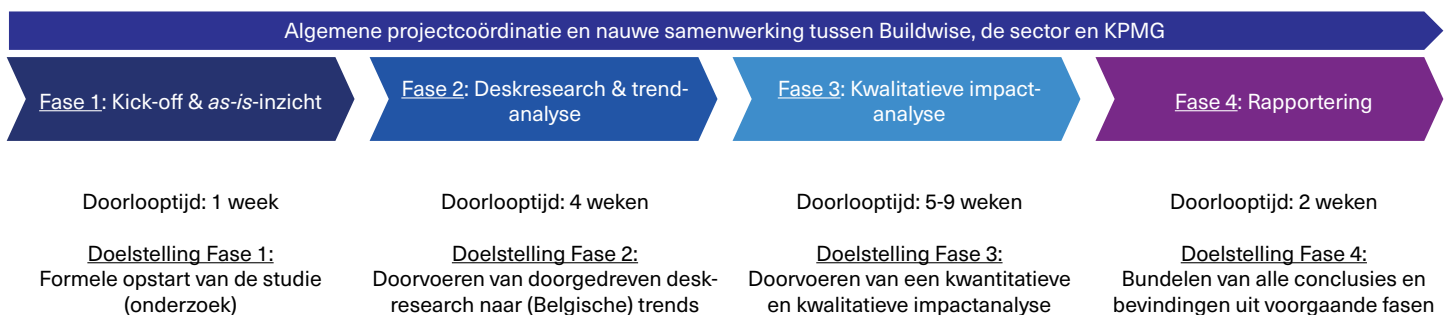 Algemene projectcoördinatie en nauwe samenwerking tussen Buildwise, de sector en KPMG
Fase 1: Kick-off & as-is-inzicht
Fase 2: Deskresearch & trend-
analyse
Fase 3: Kwalitatieve impact-
analyse
Fase 4: Rapportering
Doorlooptijd: 1 week
Doelstelling Fase 1:
Formele opstart van de studie
(onderzoek)
Doorlooptijd: 4 weken
Doelstelling Fase 2:
Doorvoeren van doorgedreven desk-
research naar (Belgische) trends
Doorlooptijd: 5-9 weken
Doelstelling Fase 3:
Doorvoeren van een kwantitatieve
en kwalitatieve impactanalyse
Doorlooptijd: 2 weken
Doelstelling Fase 4:
Bundelen van alle conclusies en
bevindingen uit voorgaande fasen